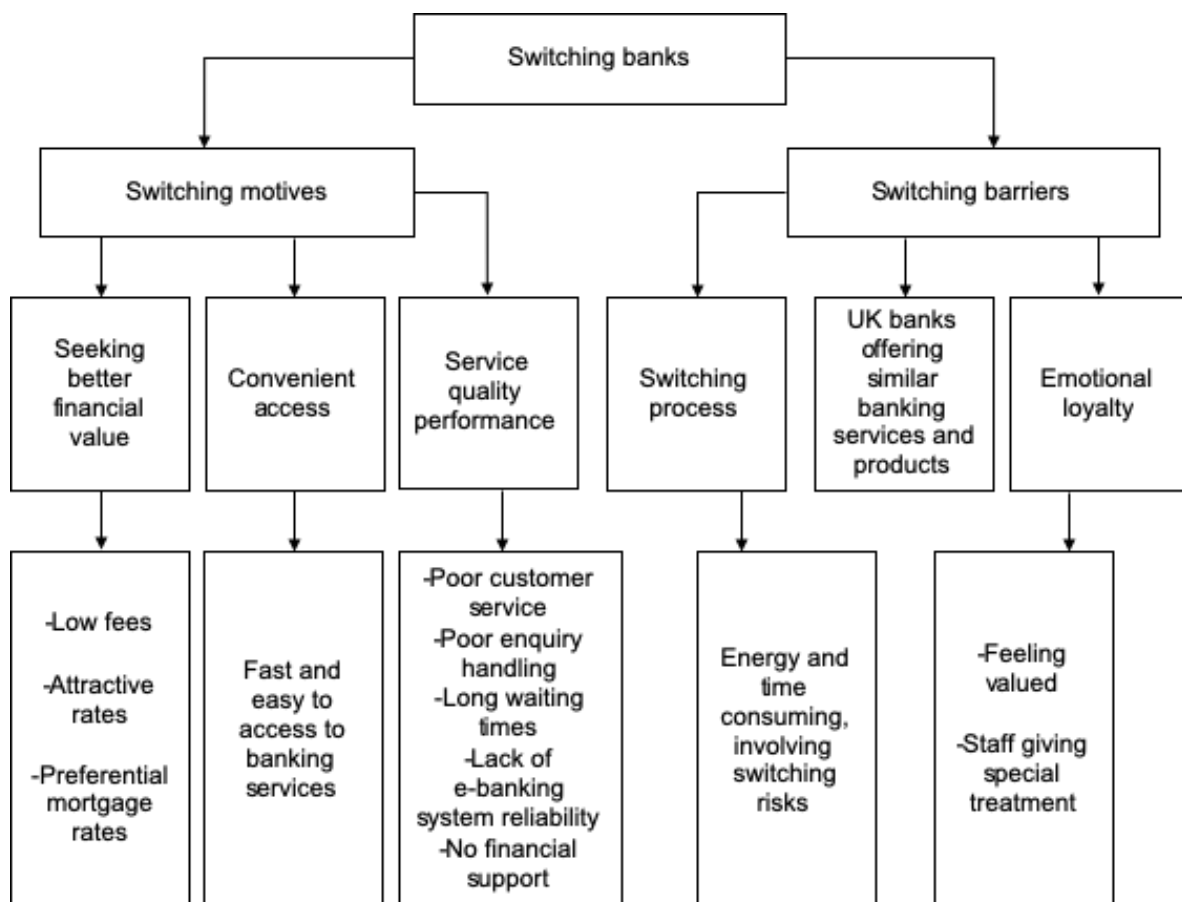 Switching banks
Switching motives
Switching barriers
Seeking
better
financial
value
Convenient
access
Service
quality
performance
Switching
process
UK banks
offering
similar
banking
services and
products
Emotional
loyalty
-Low fees
-Attractive
rates
-Preferential
mortgage
rates
Fast and
easy to
access to
banking
services
-Poor customer
service
-Poor enquiry
handling
-Long waiting
times
-Lack of
e-banking
system reliability
-No financial
support
Energy and
time
consuming,
involving
switching
risks
-Feeling
valued
-Staff giving
special
treatment